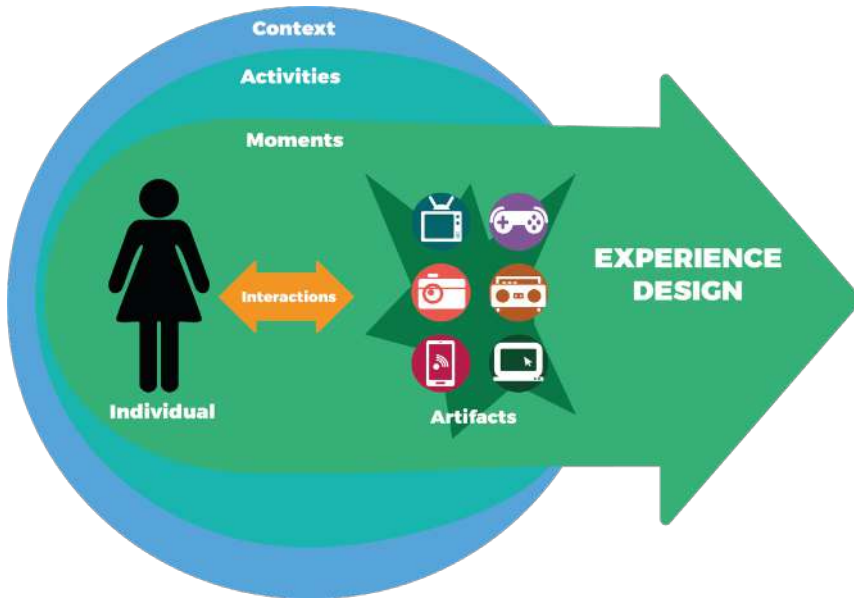 Context
Activities
Moments
Interactions
EXPERIENCE
DESIGN
Individual
Artifacts